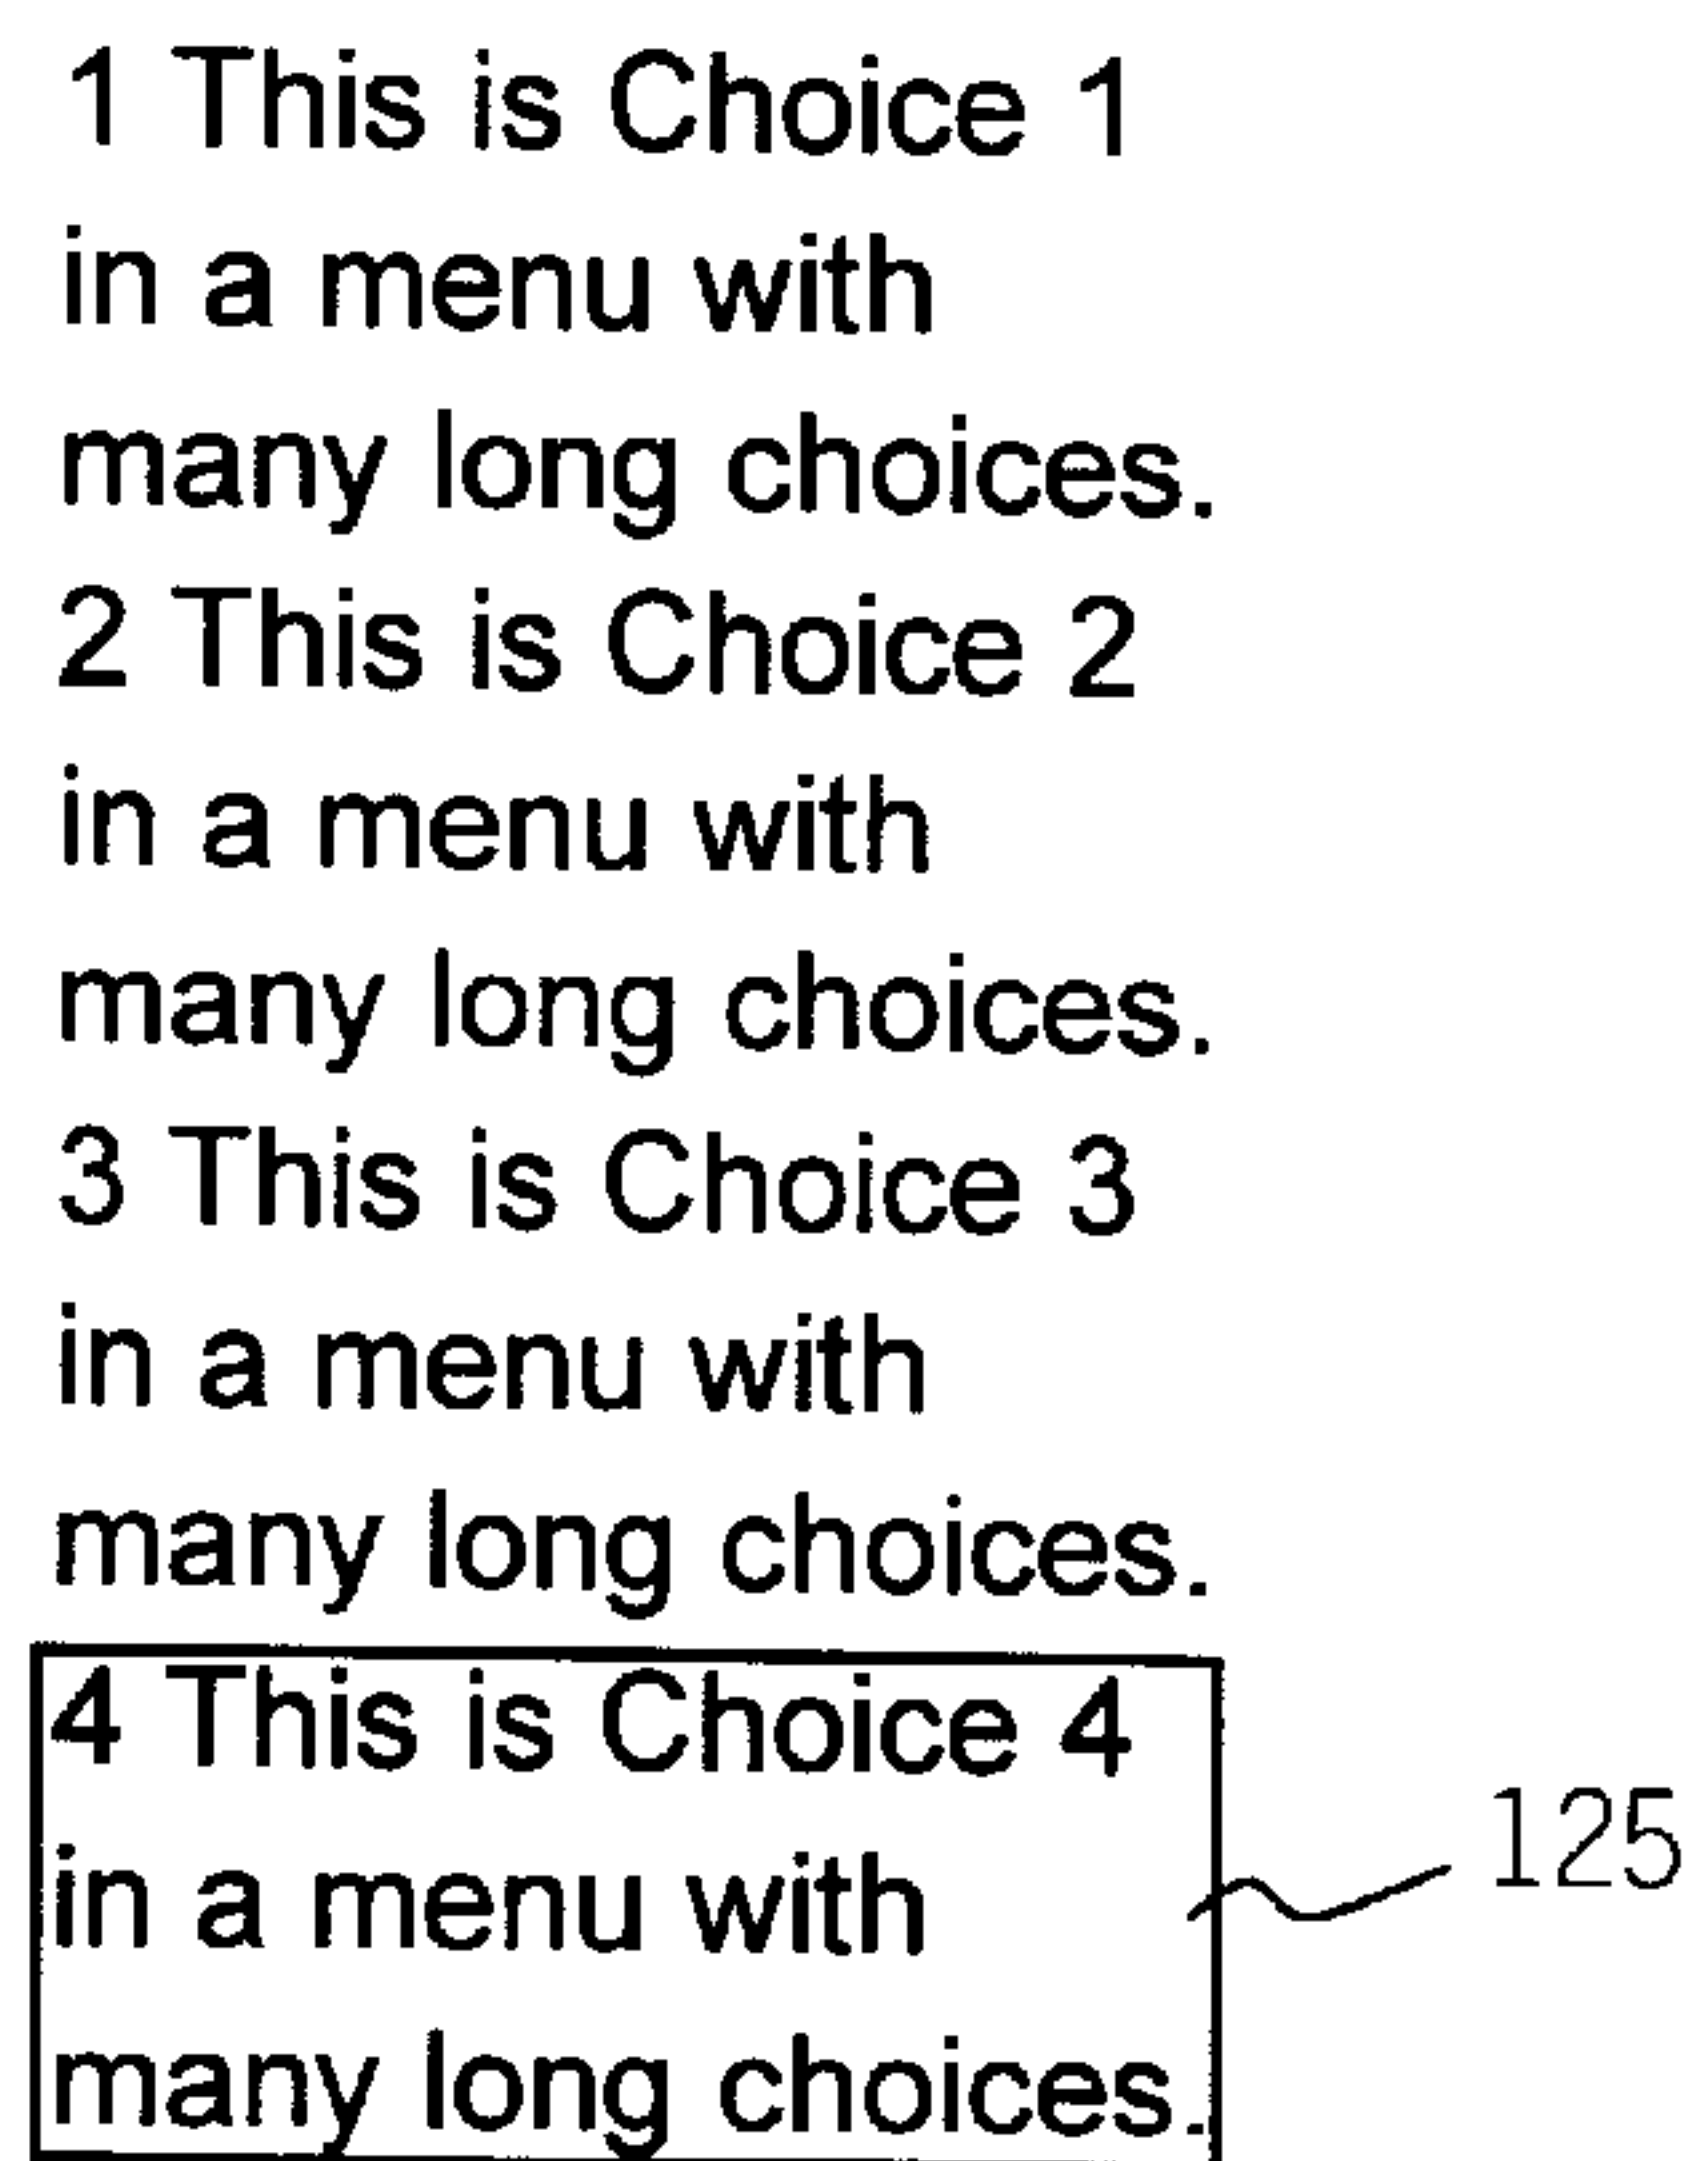 1 This is Choice 1
in a menu with
many long choices.
2 This is Choice 2
in a menu with
many long choices.
3 This is Choice 3
in a menu with
many long choices.
4 This is Choice 4
in a menu with
many long choices.
125